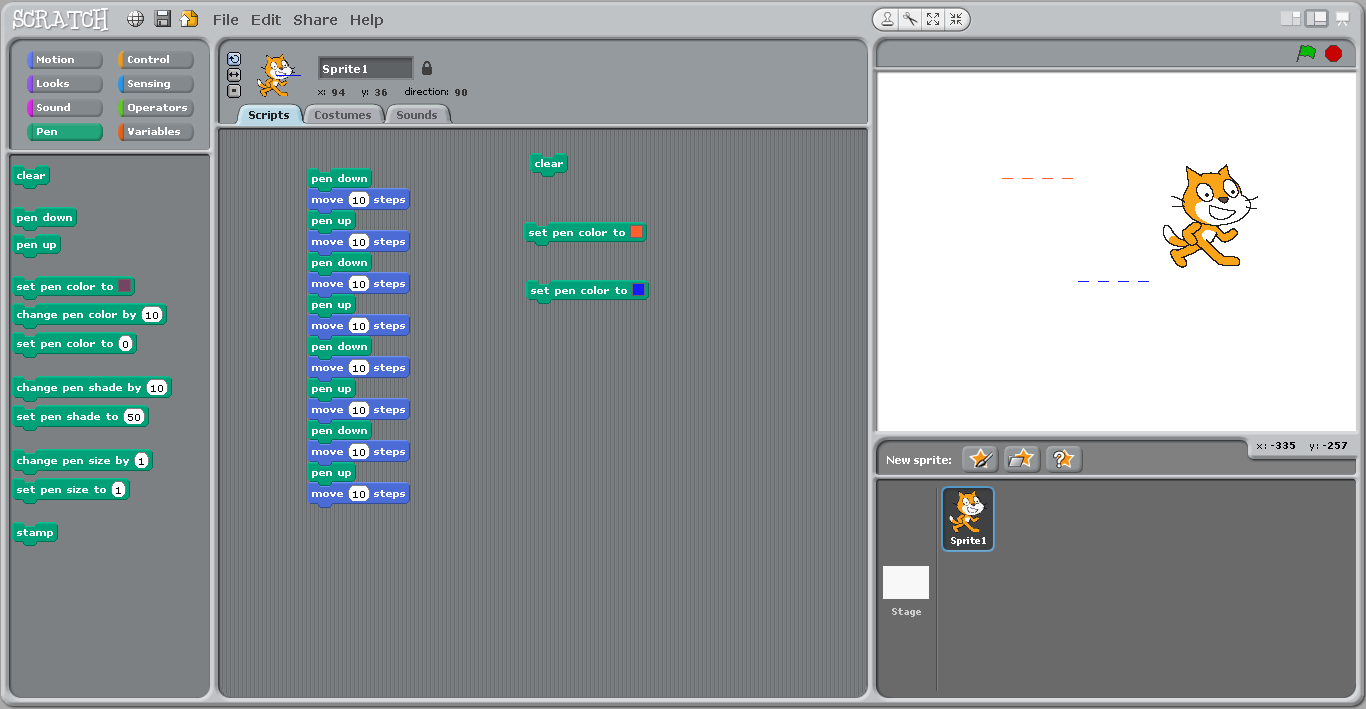 SCRATCH File Edit Share Help
Motion Control
Looks Sensing
Sound Operators
Pen Variables
clear
pen down
pen up
set pen color to
change pen color by 10
set pen color to 0
change pen shade by 10
set pen shade to 50
change pen size by 1
set pen size to 1
stamp
Sprite1
x: 94 y: 36 direction: 90
Scripts Costumes Sounds
pen down
move 10 steps
pen up
move 10 steps
pen down
move 10 steps
pen up
move 10 steps
pen down
move 10 steps
pen up
move 10 steps
pen down
move 10 steps
pen up
move 10 steps
clear
set pen color to
set pen color to
x: -335 y: -257
New sprite:
Sprite1
Stage